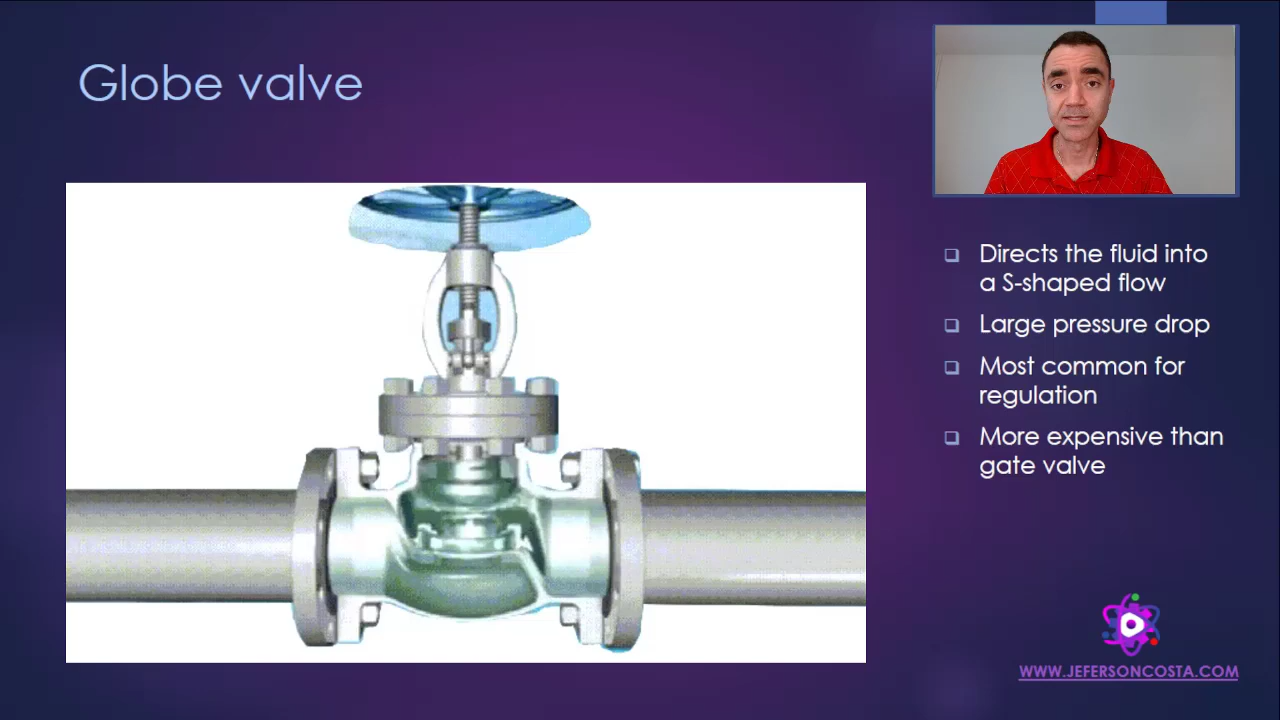 Globe valve
Directs the fluid into
a S-shaped flow
Large pressure drop
Most common for
regulation
More expensive than
gate valve
WWW.JEFERSONCOSTA.COM